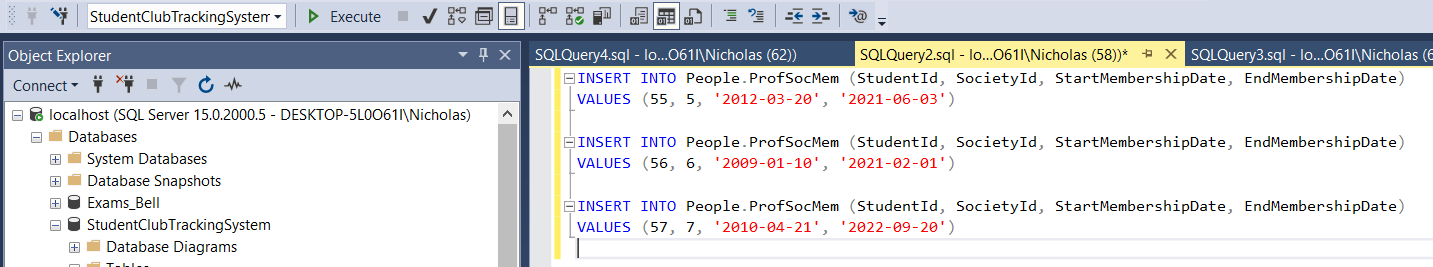 StudentClubTrackingSystem
Execute
Object Explorer
Connect
localhost (SQL Server 15.0.2000.5 - DESKTOP-5L0O61I\Nicholas)
Databases
System Databases
Database Snapshots
Exams_Bell
StudentClubTrackingSystem
Database Diagrams
Tables
SQLQuery4.sql - lo...O61I\Nicholas (62))
SQLQuery2.sql - lo...O61I\Nicholas (58))*
SQLQuery3.sql - lo...O61I\Nicholas (6
INSERT INTO People.ProfSocMem (StudentId, SocietyId, StartMembershipDate, EndMembershipDate)
VALUES (55, 5, '2012-03-20', '2021-06-03')
INSERT INTO People.ProfSocMem (StudentId, SocietyId, StartMembershipDate, EndMembershipDate)
VALUES (56, 6, '2009-01-10', '2021-02-01')
INSERT INTO People.ProfSocMem (StudentId, SocietyId, StartMembershipDate, EndMembershipDate)
VALUES (57, 7, '2010-04-21', '2022-09-20')